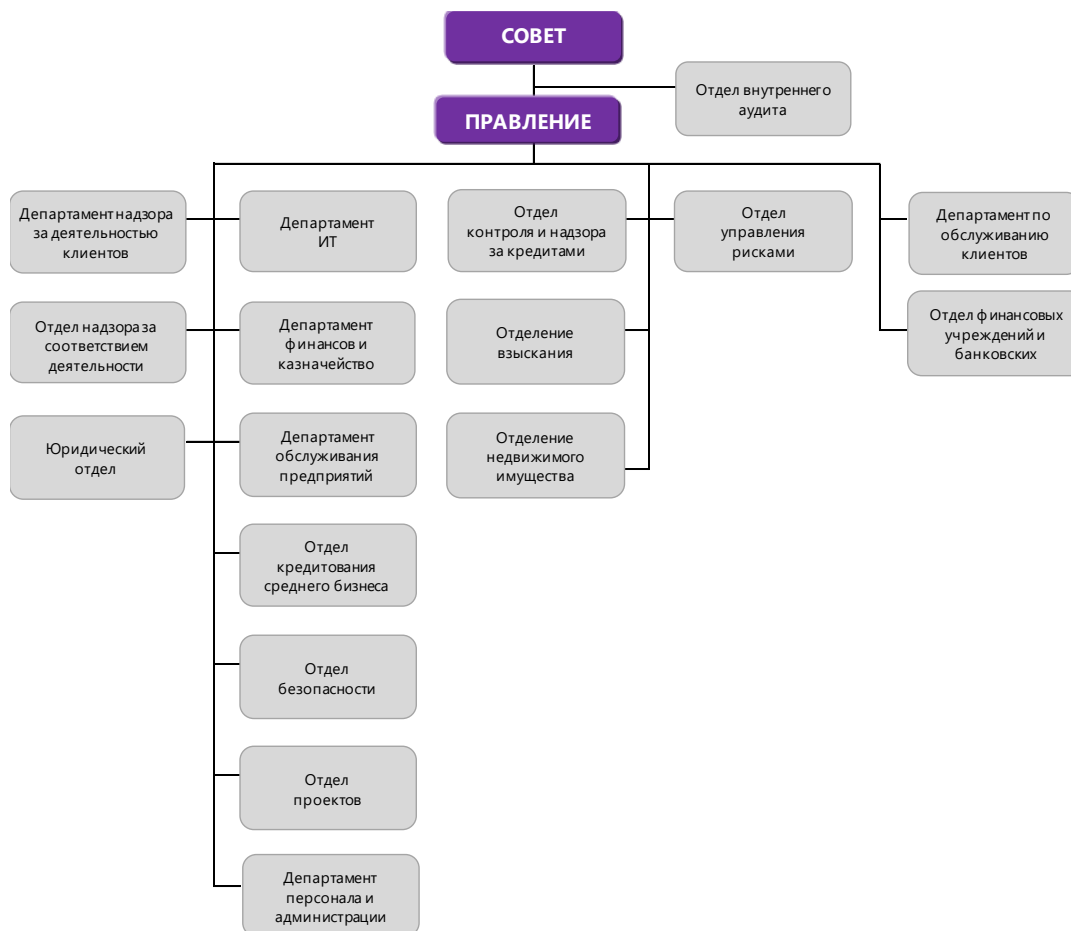 СОВЕТ
Отдел внутреннего
аудита
ПРАВЛЕНИЕ
Департамент надзора
за деятельностью
клиентов
Департамент
ИТ
Отдел
контроля и надзора
за кредитами
Отдел
управления
рисками
Департамент по
обслуживанию
клиентов
Отдел надзора за
соответствием
деятельности
Департамент
финансов и
казначейство
Отделение
взыскания
Отдел финансовых
учреждений и
банковских
Юридический
отдел
Департамент
обслуживания
предприятий
Отделение
недвижимого
имущества
Отдел
кредитования
среднего бизнеса
Отдел
безопасности
Отдел
проектов
Департамент
персонала и
администрации